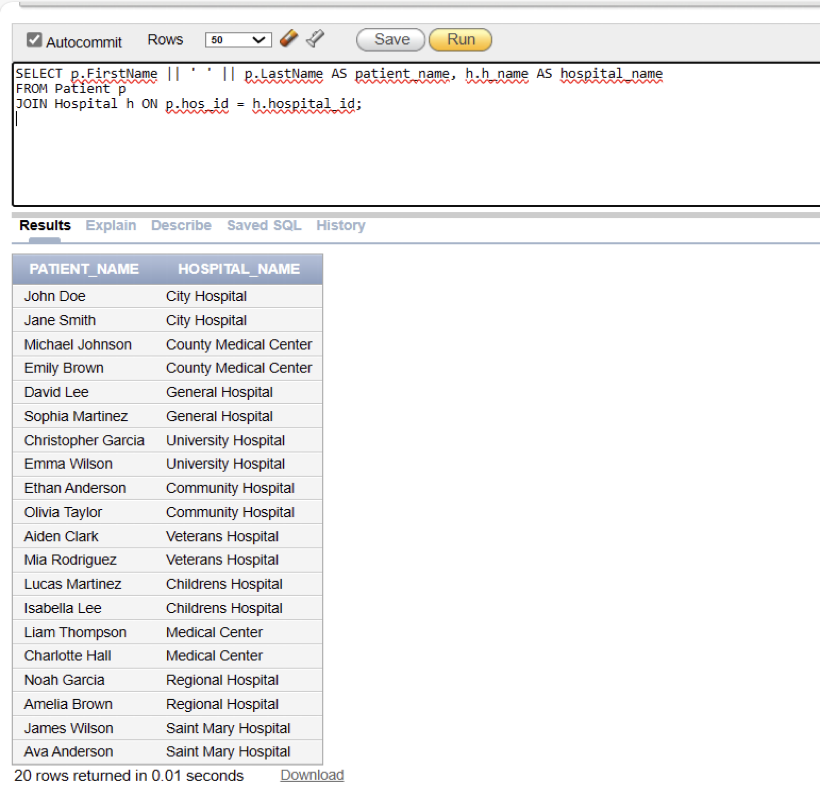 Autocommit Rows 50 Save Run
SELECT p.FirstName || ' ' || p.LastName AS patient_name, h.h_name AS hospital_name
FROM Patient p
JOIN Hospital h ON p.hos_id = h.hospital_id;
Results Explain Describe Saved SQL History
PATIENT_NAME HOSPITAL_NAME
John Doe City Hospital
Jane Smith City Hospital
Michael Johnson County Medical Center
Emily Brown County Medical Center
David Lee General Hospital
Sophia Martinez General Hospital
Christopher Garcia University Hospital
Emma Wilson University Hospital
Ethan Anderson Community Hospital
Olivia Taylor Community Hospital
Aiden Clark Veterans Hospital
Mia Rodriguez Veterans Hospital
Lucas Martinez Childrens Hospital
Isabella Lee Childrens Hospital
Liam Thompson Medical Center
Charlotte Hall Medical Center
Noah Garcia Regional Hospital
Amelia Brown Regional Hospital
James Wilson Saint Mary Hospital
Ava Anderson Saint Mary Hospital
20 rows returned in 0.01 seconds Download